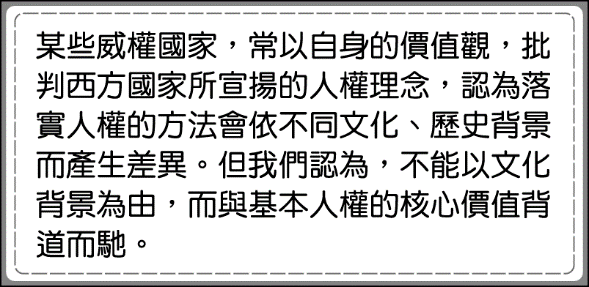 某些威權國家，常以自身的價值觀，批
判西方國家所宣揚的人權理念，認為落
實人權的方法會依不同文化、歷史背景
而產生差異。但我們認為，不能以文化
背景為由，而與基本人權的核心價值背
道而馳。